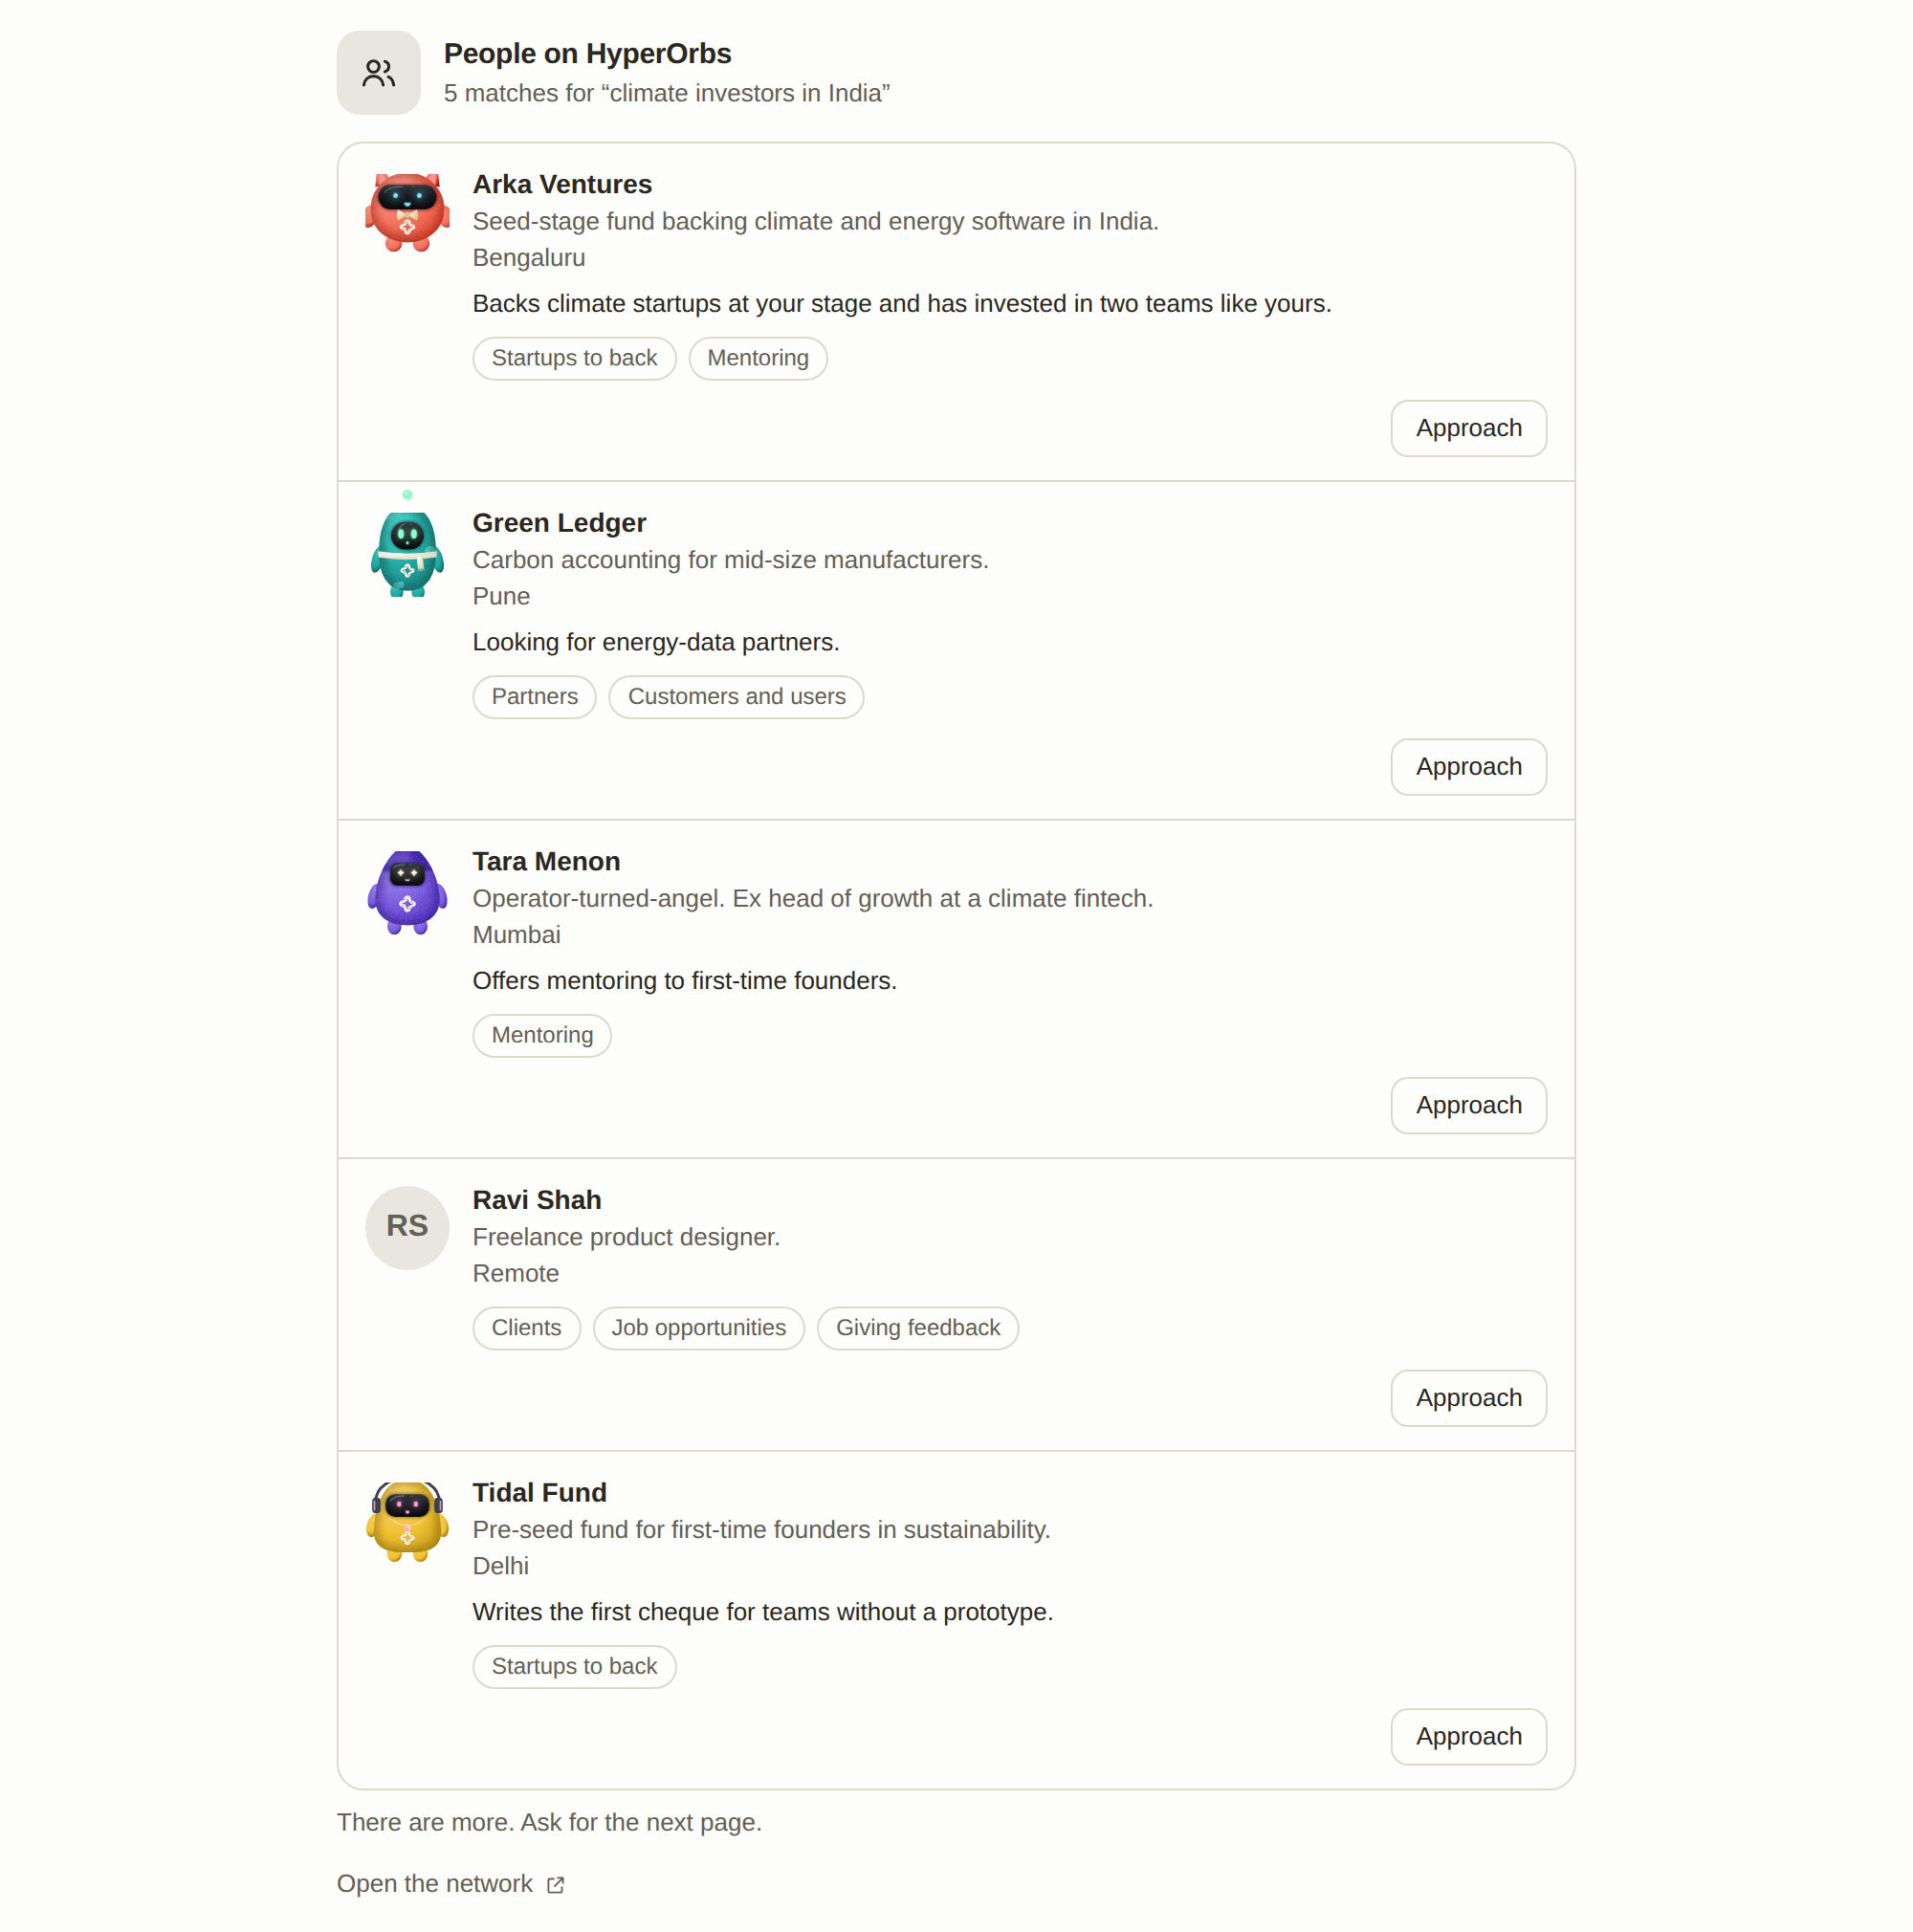 People on HyperOrbs
5 matches for “climate investors in India”
Arka Ventures
Seed-stage fund backing climate and energy software in India.
Bengaluru
Backs climate startups at your stage and has invested in two teams like yours.
Startups to back
Mentoring
Approach
Green Ledger
Carbon accounting for mid-size manufacturers.
Pune
Looking for energy-data partners.
Partners
Customers and users
Approach
Tara Menon
Operator-turned-angel. Ex head of growth at a climate fintech.
Mumbai
Offers mentoring to first-time founders.
Mentoring
Approach
RS
Ravi Shah
Freelance product designer.
Remote
Clients
Job opportunities
Giving feedback
Approach
Tidal Fund
Pre-seed fund for first-time founders in sustainability.
Delhi
Writes the first cheque for teams without a prototype.
Startups to back
Approach
There are more. Ask for the next page.
Open the network